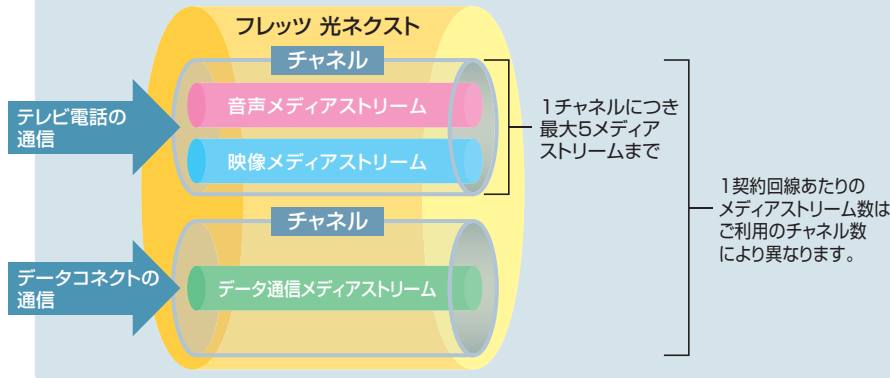 フレッツ 光ネクスト
チャネル
テレビ電話の
通信
音声メディアストリーム
映像メディアストリーム
1チャネルにつき
最大5メディア
ストリームまで
チャネル
データコネクトの
通信
データ通信メディアストリーム
1契約回線あたりの
メディアストリーム数は
ご利用のチャネル数
により異なります。